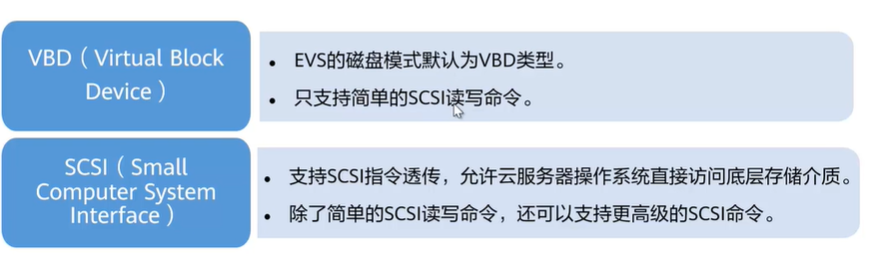 VBD（Virtual Block
Device）
• EVS的磁盘模式默认为VBD类型。
• 只支持简单的SCSI读写命令。
SCSI（Small
Computer System
Interface）
• 支持SCSI指令透传，允许云服务器操作系统直接访问底层存储介质。
• 除了简单的SCSI读写命令，还可以支持更高级的SCSI命令。